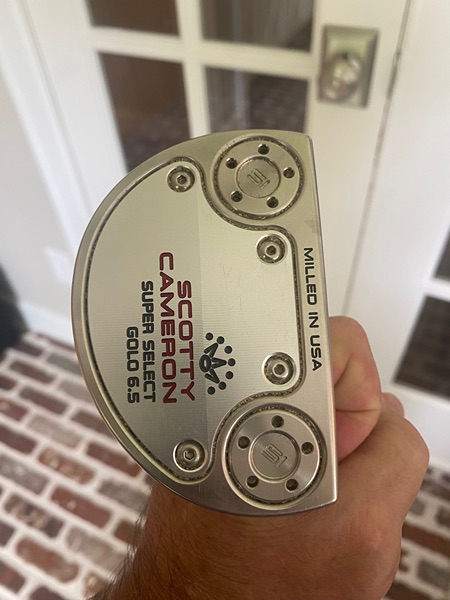 MILLED IN USA
SCOTTY
CAMERON
SUPER SELECT
GOLO 6.5